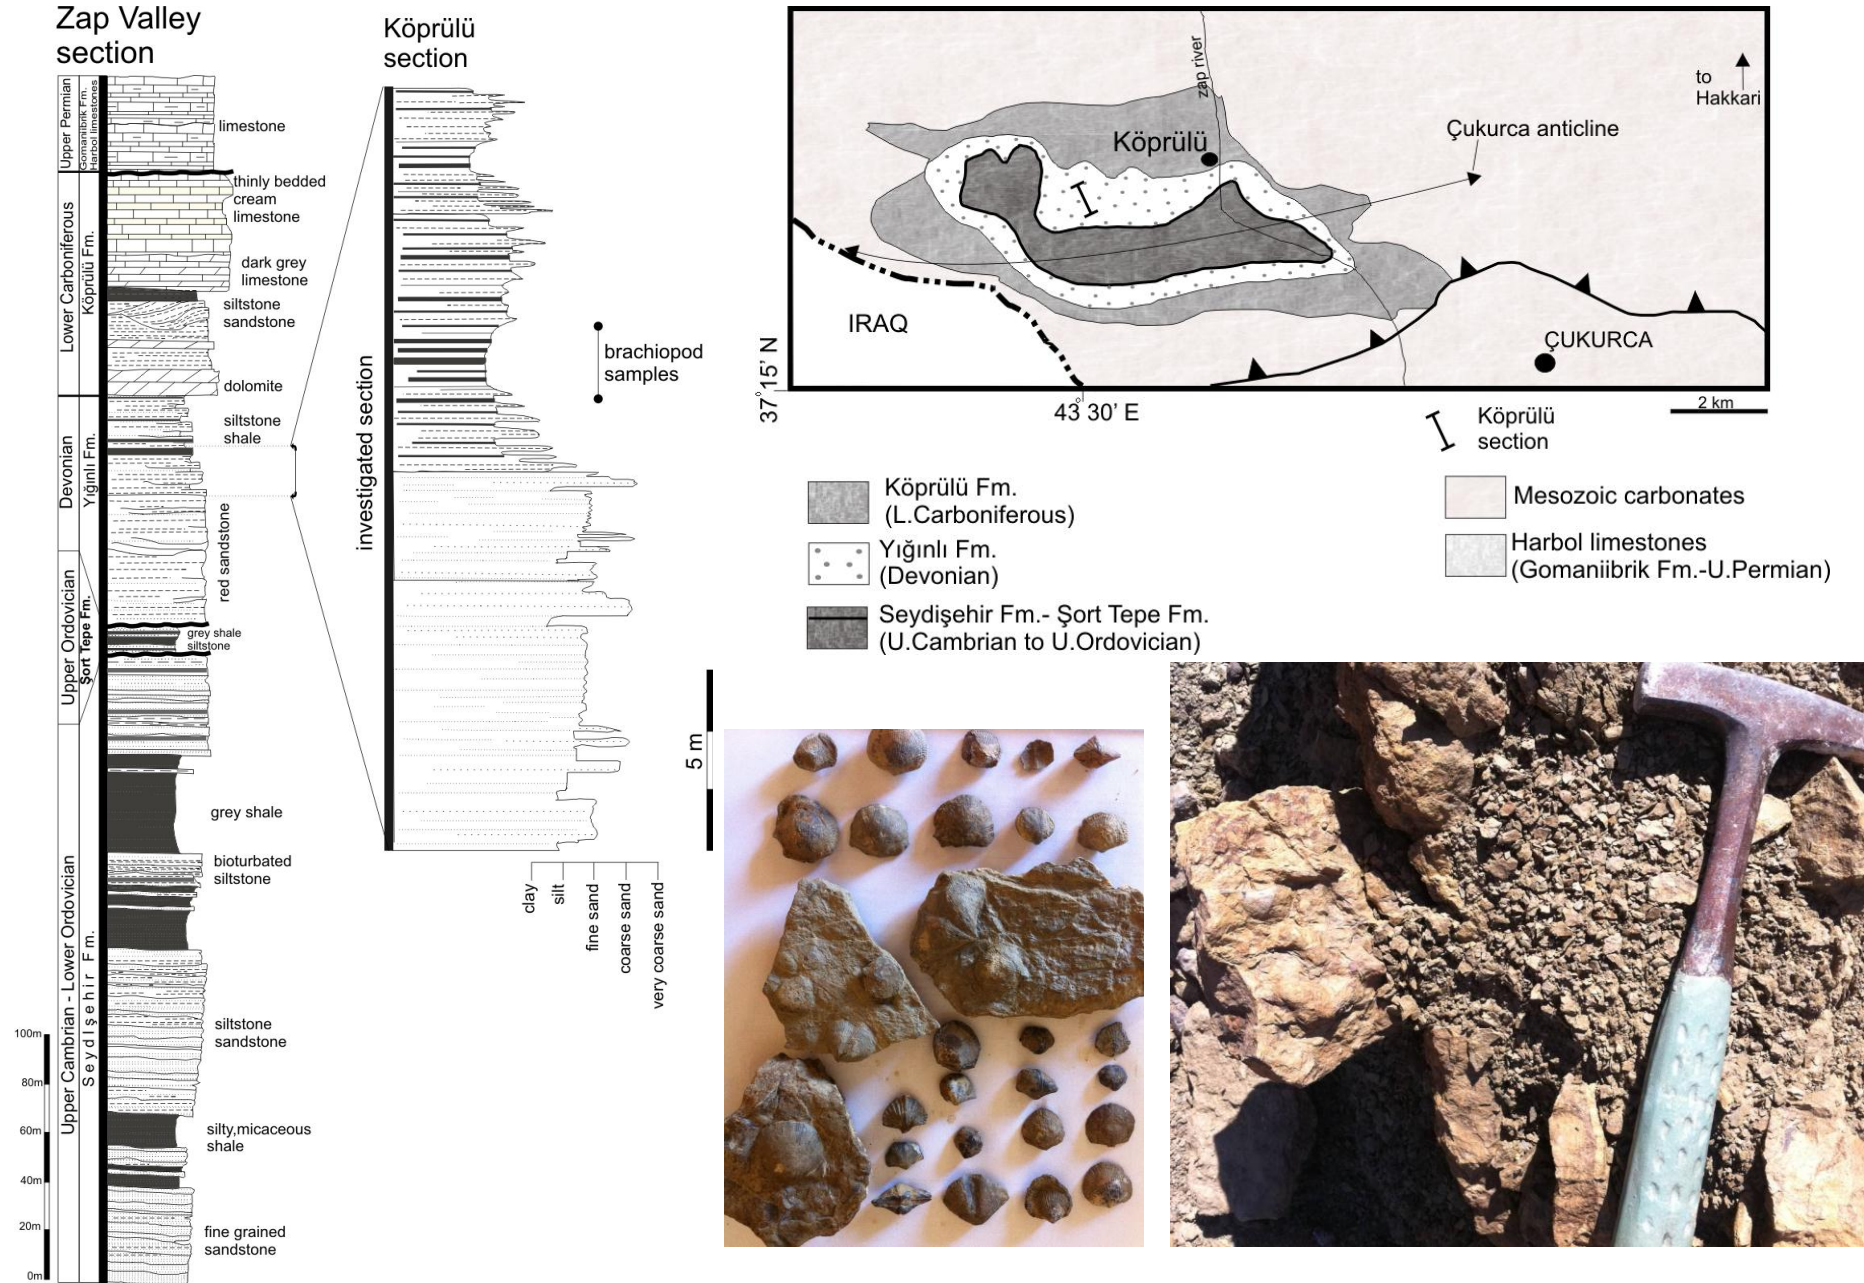 Zap Valley
section
Upper Permian
Gomaniibrik Fm.
Harbol limestones
limestone
thinly bedded
cream
limestone
Lower Carboniferous
Köprülü Fm.
dark grey
limestone
siltstone
sandstone
dolomite
siltstone
shale
Devonian
Yığınlı Fm.
red sandstone
Upper Ordovician
Şort Tepe Fm.
grey shale
siltstone
grey shale
bioturbated
siltstone
Upper Cambrian - Lower Ordovician
Seydişehir Fm.
siltstone
sandstone
silty,micaceous
shale
fine grained
sandstone
100m
80m
60m
40m
20m
0m
Köprülü
section
investigated section
brachiopod
samples
5 m
clay
silt
fine sand
coarse sand
very coarse sand
zap river
to
Hakkari
Köprülü
Çukurca anticline
IRAQ
ÇUKURCA
37° 15' N
43° 30' E
2 km
Köprülü
section
Köprülü Fm.
(L.Carboniferous)
Yığınlı Fm.
(Devonian)
Seydişehir Fm.- Şort Tepe Fm.
(U.Cambrian to U.Ordovician)
Mesozoic carbonates
Harbol limestones
(Gomaniibrik Fm.-U.Permian)